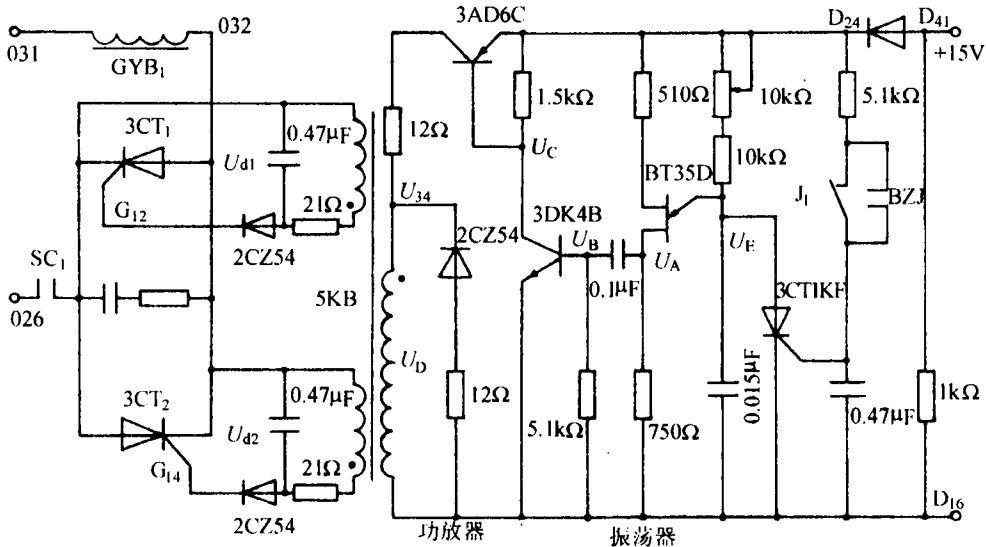 3AD6C
032
D24
D41
031
GYB1
+15V
3CT1
0.47μF
12Ω
1.5kΩ
510Ω
10kΩ
5.1kΩ
Ud1
UC
10kΩ
BT35D
U34
J1
BZJ
G12
21Ω
3DK4B
2CZ54
2CZ54
UB
UA
UE
SC1
0.1μF
3CT1KF
026
5KB
UD
3CT2
0.47μF
12Ω
0.015μF
1kΩ
0.47μF
Ud2
5.1kΩ
750Ω
G14
21Ω
2CZ54
D16
功放器
振荡器